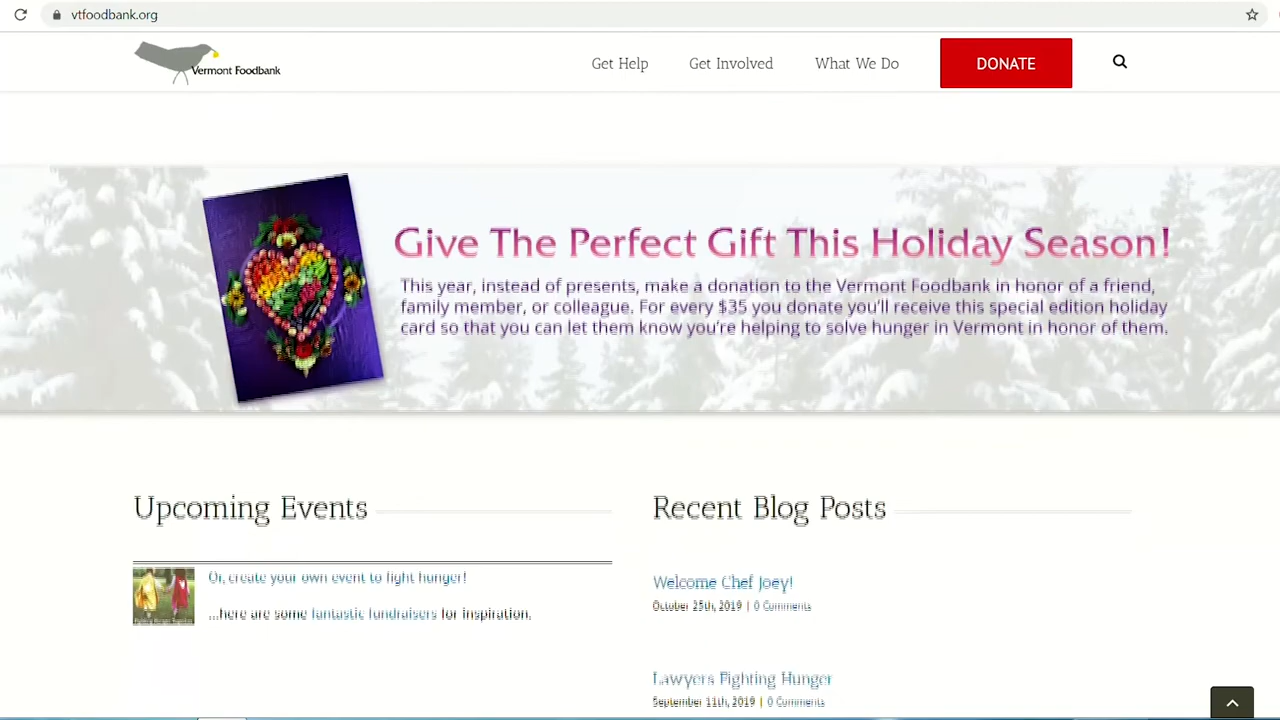 vtfoodbank.org
Vermont Foodbank
Get Help
Get Involved
What We Do
DONATE
Give The Perfect Gift This Holiday Season!
This year, instead of presents, make a donation to the Vermont Foodbank in honor of a friend,
family member, or colleague. For every $35 you donate you'll receive this special edition holiday
card so that you can let them know you're helping to solve hunger in Vermont in honor of them.
Upcoming Events
Or, create your own event to fight hunger!
...here are some fantastic fundraisers for inspiration.
Recent Blog Posts
Welcome Chef Joey!
October 25th, 2019 | 0 Comments
Lawyers Fighting Hunger
September 11th, 2019 | 0 Comments